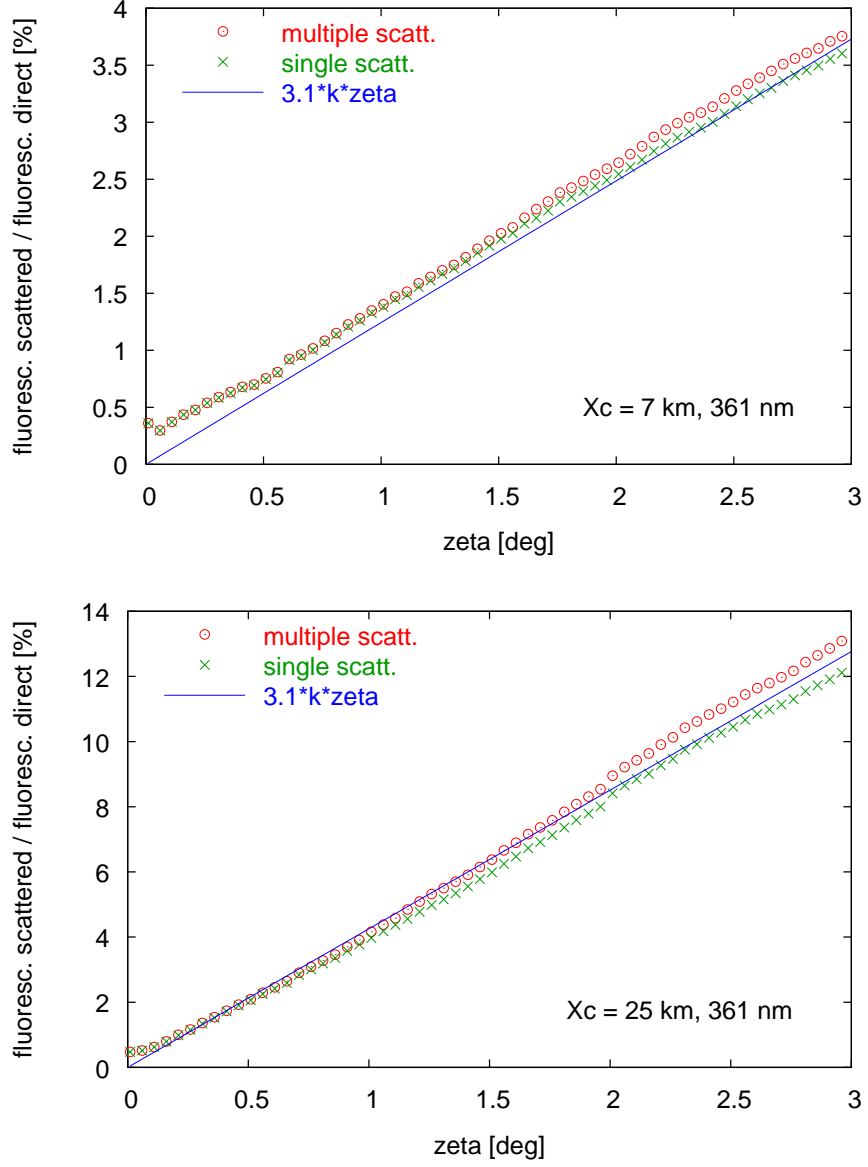 fluoresc. scattered / fluoresc. direct [%]
4
3.5
3
2.5
2
1.5
1
0.5
0
multiple scatt.
single scatt.
3.1*k*zeta
Xc = 7 km, 361 nm
0 0.5 1 1.5 2 2.5 3
zeta [deg]
fluoresc. scattered / fluoresc. direct [%]
14
12
10
8
6
4
2
0
multiple scatt.
single scatt.
3.1*k*zeta
Xc = 25 km, 361 nm
0 0.5 1 1.5 2 2.5 3
zeta [deg]